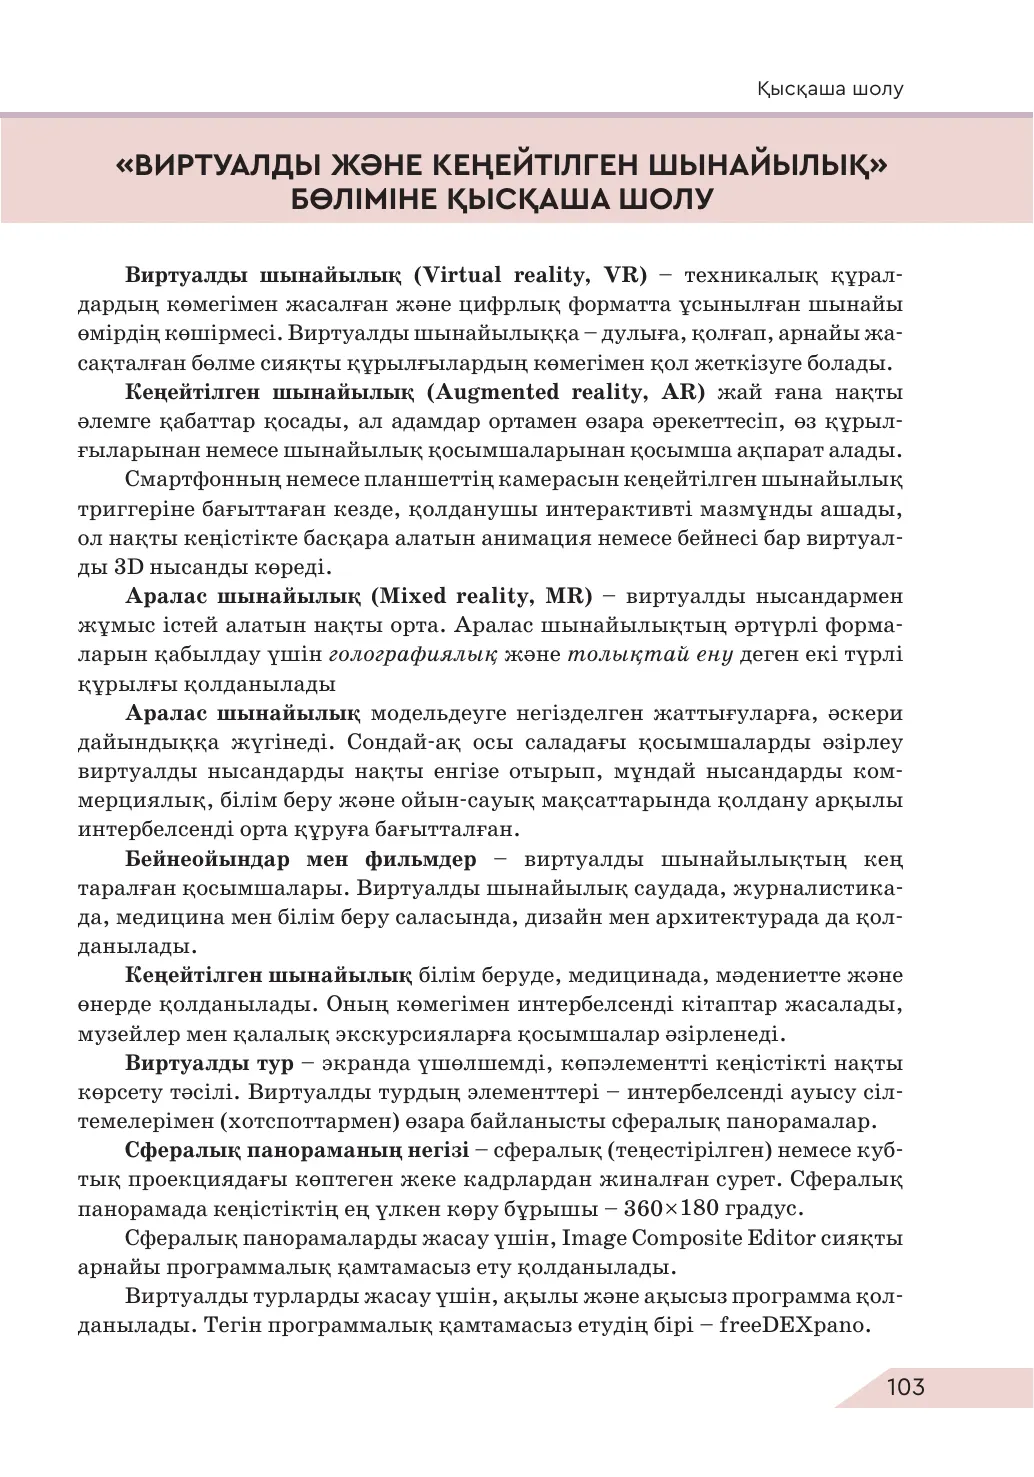 Қысқаша шолу
«ВИРТУАЛДЫ ЖӘНЕ КЕҢЕЙТІЛГЕН ШЫНАЙЫЛЫҚ»
БӨЛІМІНЕ ҚЫСҚАША ШОЛУ
Виртуалды шынайылық (Virtual reality, VR) – техникалық құрал-
дардың көмегімен жасалған және цифрлық форматта ұсынылған шынайы
өмірдің көшірмесі. Виртуалды шынайылыққа – дулыға, қолғап, арнайы жа-
сақталған бөлме сияқты құрылғылардың көмегімен қол жеткізуге болады.
Кеңейтілген шынайылық (Augmented reality, AR) жай ғана нақты
әлемге қабаттар қосады, ал адамдар ортамен өзара әрекеттесіп, өз құрыл-
ғыларынан немесе шынайылық қосымшаларынан қосымша ақпарат алады.
Смартфонның немесе планшеттің камерасын кеңейтілген шынайылық
триггеріне бағыттаған кезде, қолданушы интерактивті мазмұнды ашады,
ол нақты кеңістікте басқара алатын анимация немесе бейнесі бар виртуал-
ды 3D нысанды көреді.
Аралас шынайылық (Mixed reality, MR) – виртуалды нысандармен
жұмыс істей алатын нақты орта. Аралас шынайылықтың әртүрлі форма-
ларын қабылдау үшін голографиялық және толықтай ену деген екі түрлі
құрылғы қолданылады
Аралас шынайылық модельдеуге негізделген жаттығуларға, әскери
дайындыққа жүгінеді. Сондай-ақ осы саладағы қосымшаларды әзірлеу
виртуалды нысандарды нақты енгізе отырып, мұндай нысандарды ком-
мерциялық, білім беру және ойын-сауық мақсаттарында қолдану арқылы
интербелсенді орта құруға бағытталған.
Бейнеойындар мен фильмдер – виртуалды шынайылықтың кең
таралған қосымшалары. Виртуалды шынайылық саудада, журналистика-
да, медицина мен білім беру саласында, дизайн мен архитектурада да қол-
данылады.
Кеңейтілген шынайылық білім беруде, медицинада, мәдениетте және
өнерде қолданылады. Оның көмегімен интербелсенді кітаптар жасалады,
музейлер мен қалалық экскурсияларға қосымшалар әзірленеді.
Виртуалды тур – экранда үшөлшемді, көпэлементті кеңістікті нақты
көрсету тәсілі. Виртуалды турдың элементтері – интербелсенді ауысу сіл-
темелерімен (хотспоттармен) өзара байланысты сфералық панорамалар.
Сфералық панораманың негізі – сфералық (теңестірілген) немесе куб-
тық проекциядағы көптеген жеке кадрлардан жиналған сурет. Сфералық
панорамада кеңістіктің ең үлкен көру бұрышы – 360×180 градус.
Сфералық панорамаларды жасау үшін, Image Composite Editor сияқты
арнайы программалық қамтамасыз ету қолданылады.
Виртуалды турларды жасау үшін, ақылы және ақысыз программа қол-
данылады. Тегін программалық қамтамасыз етудің бірі – freeDEXpano.
103